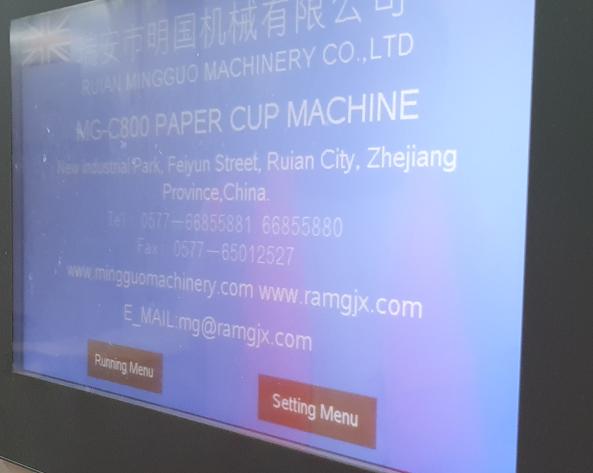 瑞安市明国机械有限公司
RUIAN MINGGUO MACHINERY CO.,LTD
MG-C800 PAPER CUP MACHINE
New industrial Park, Feiyun Street, Ruian City, Zhejiang
Province,China.
Tel: 0577-66855881 66855880
Fax: 0577-65012527
www.mingguomachinery.com www.ramgjx.com
E_MAIL:mg@ramgjx.com
Running Menu
Setting Menu